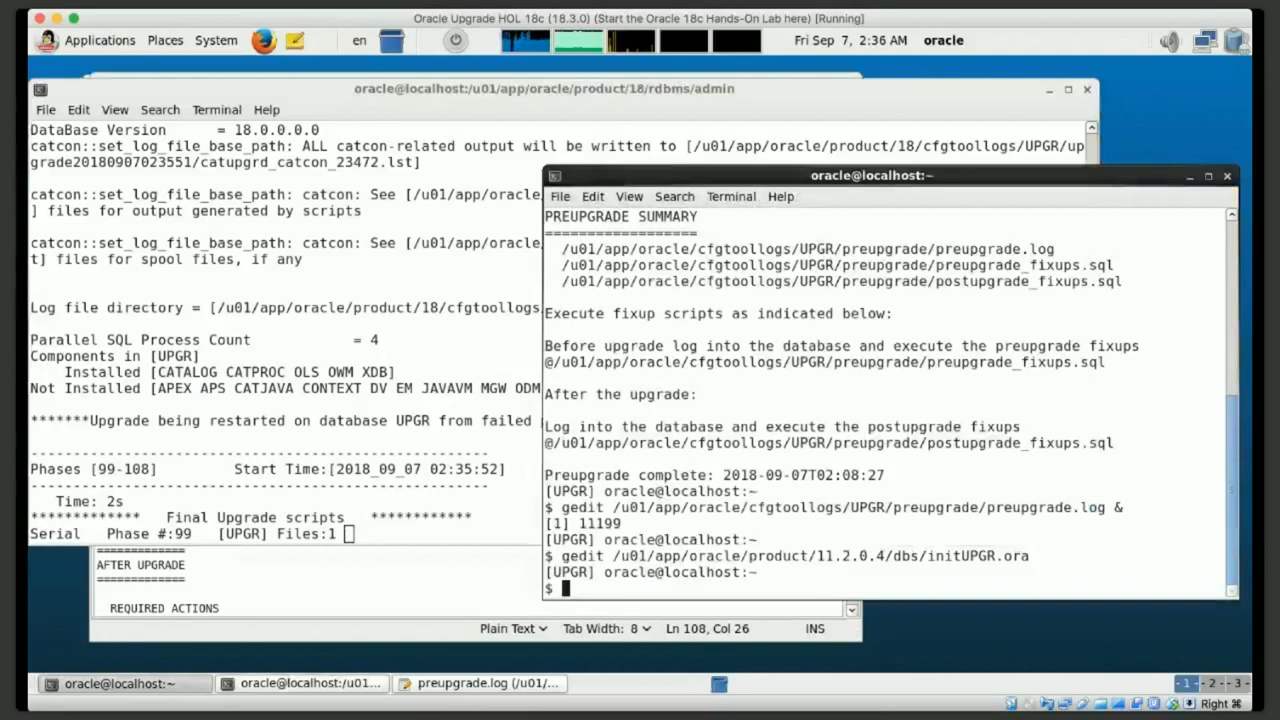 Oracle Upgrade HOL 18c (18.3.0) (Start the Oracle 18c Hands-On Lab here) [Running]
Applications Places System en Fri Sep 7, 2:36 AM oracle
oracle@localhost:/u01/app/oracle/product/18/rdbms/admin
File Edit View Search Terminal Help
DataBase Version = 18.0.0.0.0
catcon::set_log_file_base_path: ALL catcon-related output will be written to [/u01/app/oracle/product/18/cfgtoollogs/UPGR/up
grade20180907023551/catupgrd_catcon_23472.lst]
catcon::set_log_file_base_path: catcon: See [/u01/app/oracle
] files for output generated by scripts
catcon::set_log_file_base_path: catcon: See [/u01/app/oracle
t] files for spool files, if any
Log file directory = [/u01/app/oracle/product/18/cfgtoollogs
Parallel SQL Process Count = 4
Components in [UPGR]
Installed [CATALOG CATPROC OLS OWM XDB]
Not Installed [APEX APS CATJAVA CONTEXT DV EM JAVAVM MGW ODM
*******Upgrade being restarted on database UPGR from failed
------------------------------------------------------
Phases [99-108] Start Time:[2018_09_07 02:35:52]
------------------------------------------------------
Time: 2s
************* Final Upgrade scripts ************
Serial Phase #:99 [UPGR] Files:1
oracle@localhost:~
File Edit View Search Terminal Help
PREUPGRADE SUMMARY
==================
/u01/app/oracle/cfgtoollogs/UPGR/preupgrade/preupgrade.log
/u01/app/oracle/cfgtoollogs/UPGR/preupgrade/preupgrade_fixups.sql
/u01/app/oracle/cfgtoollogs/UPGR/preupgrade/postupgrade_fixups.sql
Execute fixup scripts as indicated below:
Before upgrade log into the database and execute the preupgrade fixups
@/u01/app/oracle/cfgtoollogs/UPGR/preupgrade/preupgrade_fixups.sql
After the upgrade:
Log into the database and execute the postupgrade fixups
@/u01/app/oracle/cfgtoollogs/UPGR/preupgrade/postupgrade_fixups.sql
Preupgrade complete: 2018-09-07T02:08:27
[UPGR] oracle@localhost:~
$ gedit /u01/app/oracle/cfgtoollogs/UPGR/preupgrade/preupgrade.log &
[1] 11199
[UPGR] oracle@localhost:~
$ gedit /u01/app/oracle/product/11.2.0.4/dbs/initUPGR.ora
[UPGR] oracle@localhost:~
$
=============
AFTER UPGRADE
=============
REQUIRED ACTIONS
Plain Text Tab Width: 8 Ln 108, Col 26 INS
oracle@localhost:~ oracle@localhost:/u01... preupgrade.log (/u01/... - 1 - - 2 - - 3 -
Right ⌘